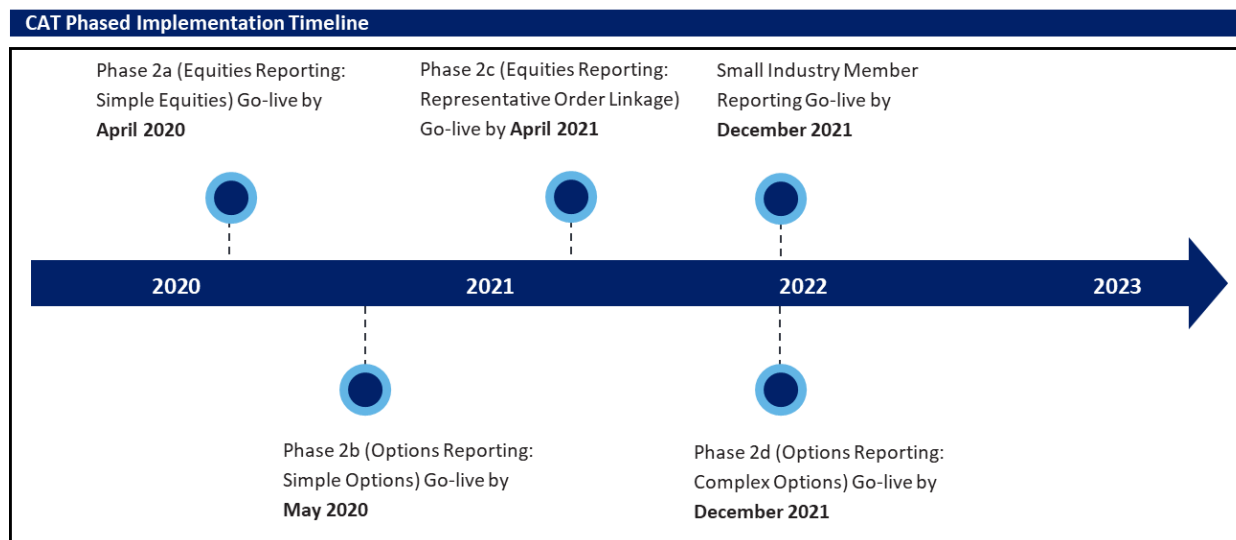 CAT Phased Implementation Timeline
Phase 2a (Equities Reporting:
Simple Equities) Go-live by
April 2020
Phase 2c (Equities Reporting:
Representative Order Linkage)
Go-live by April 2021
Small Industry Member
Reporting Go-live by
December 2021
2020
2021
2022
2023
Phase 2b (Options Reporting:
Simple Options) Go-live by
May 2020
Phase 2d (Options Reporting:
Complex Options) Go-live by
December 2021